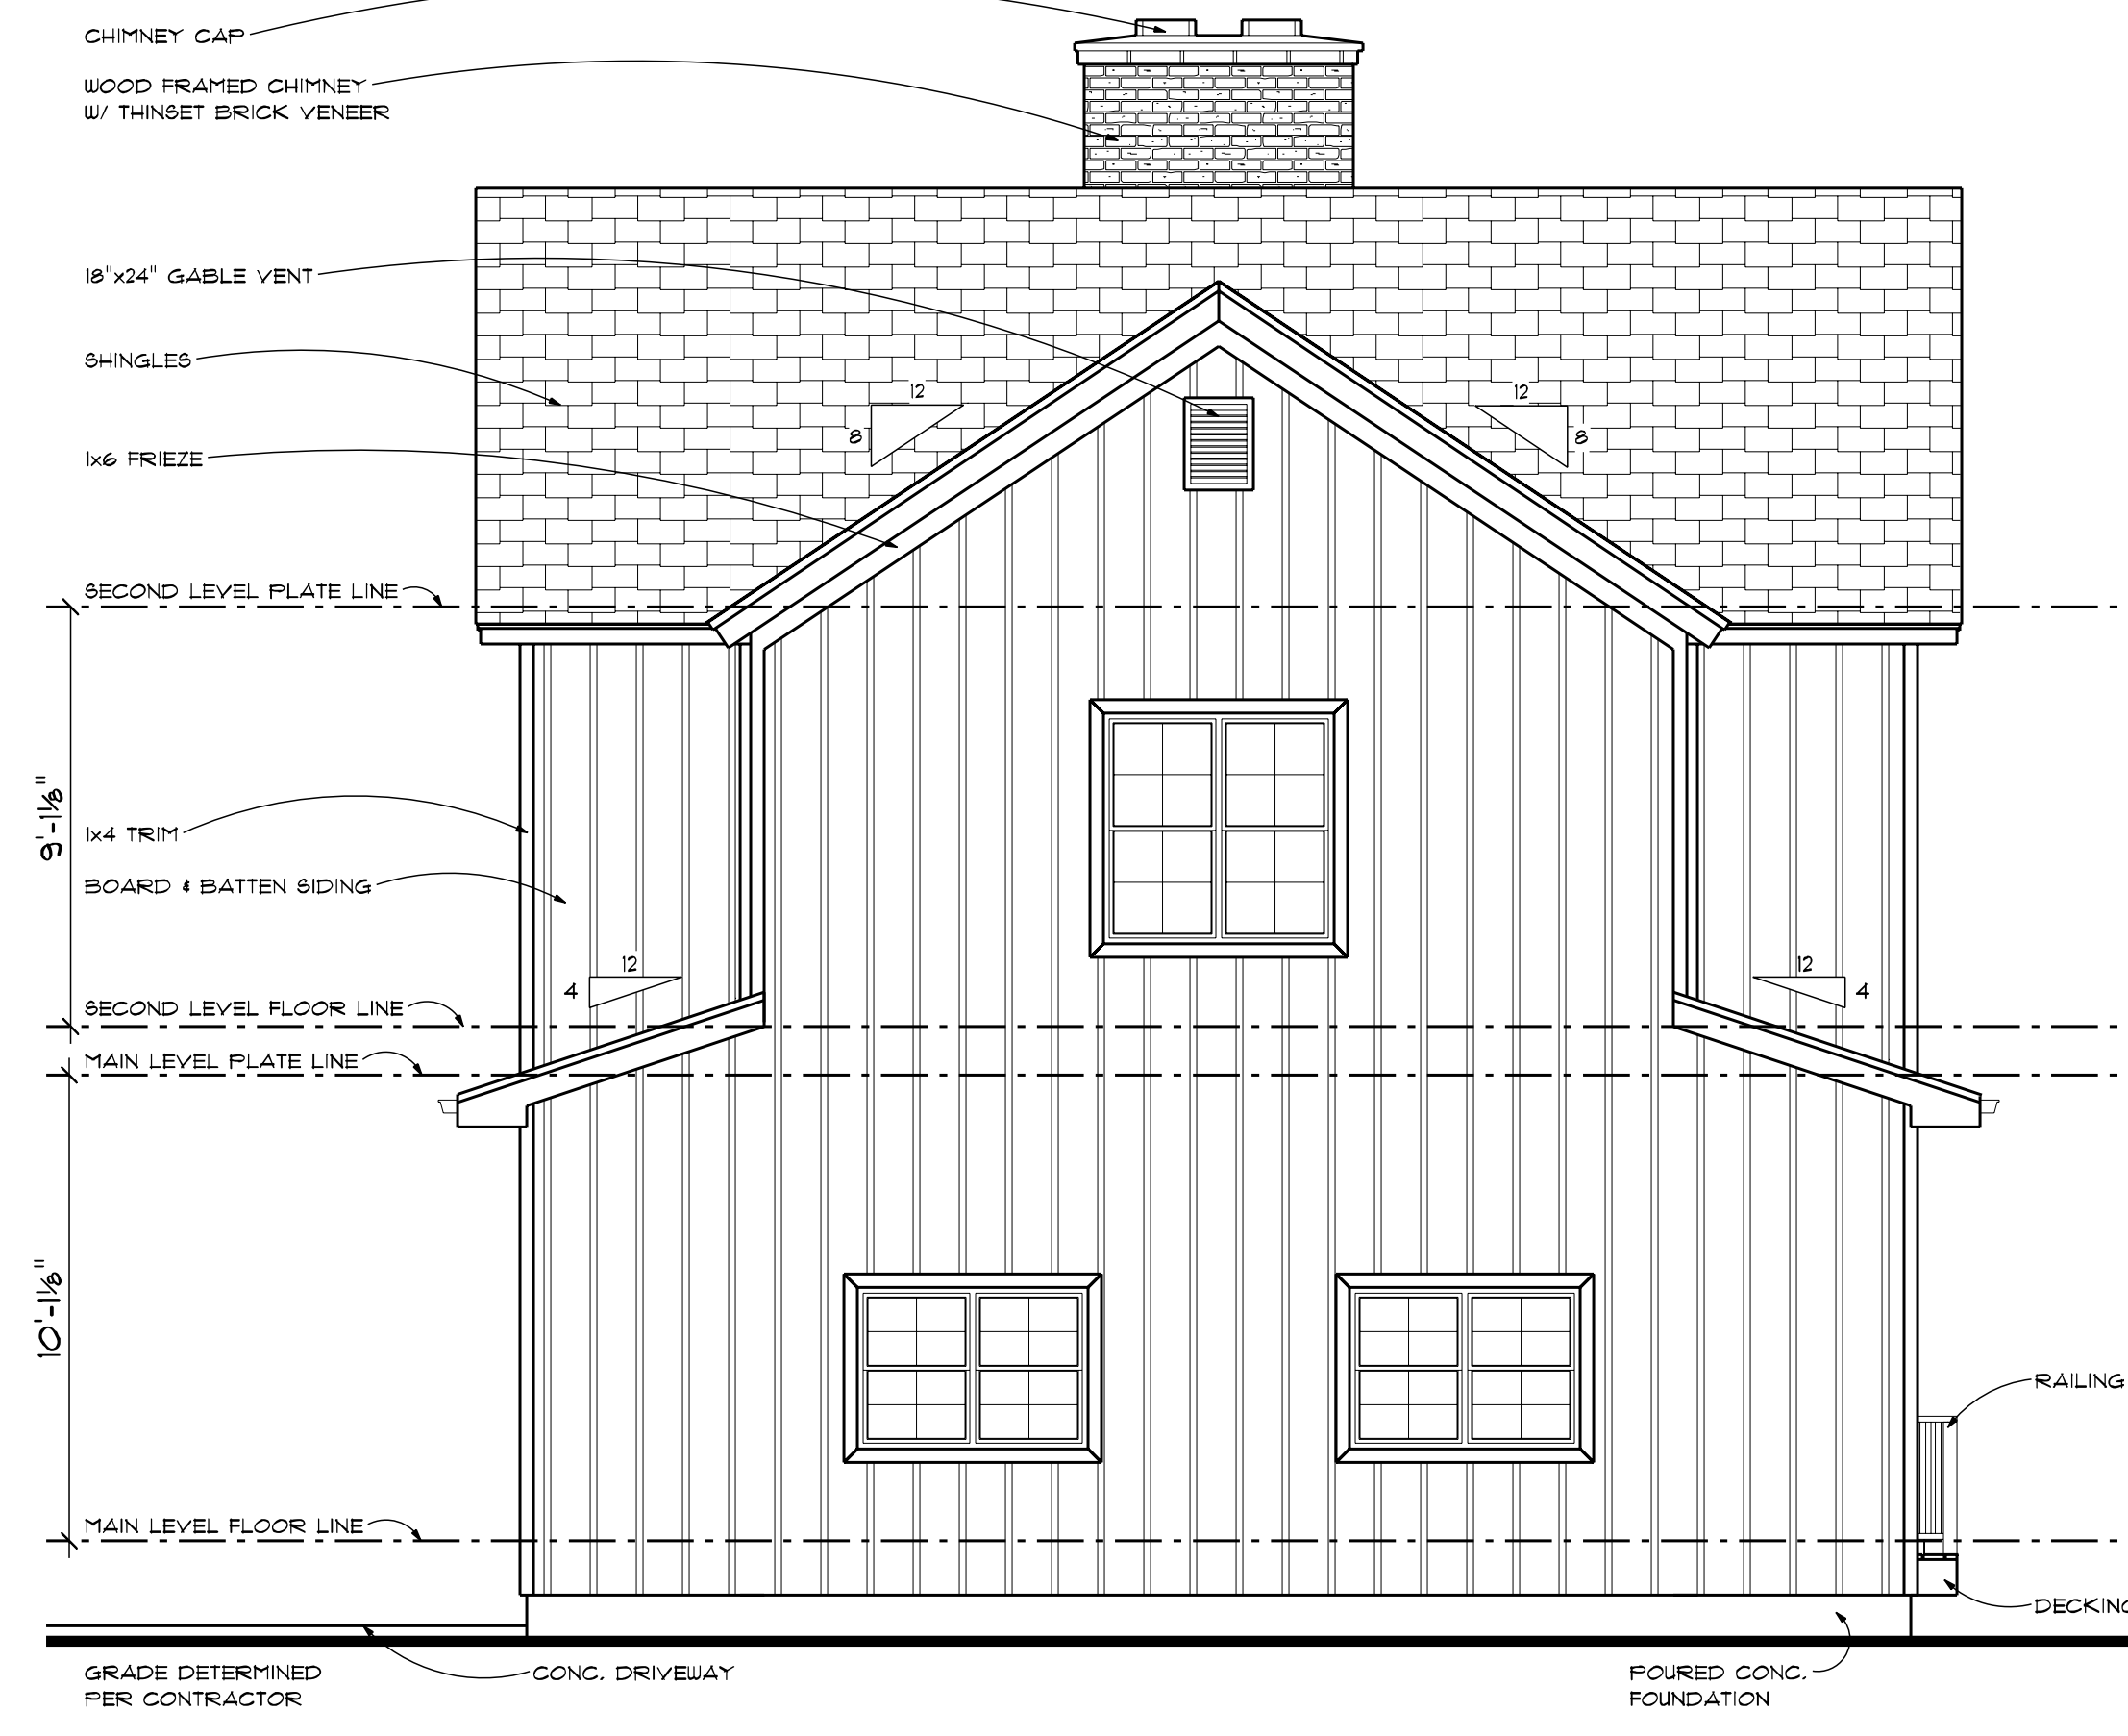 CHIMNEY CAP
WOOD FRAMED CHIMNEY
W/ THINSET BRICK VENEER
18"x24" GABLE VENT
SHINGLES
12
12
8
8
1x6 FRIEZE
SECOND LEVEL PLATE LINE
9'-1⅛"
1x4 TRIM
BOARD & BATTEN SIDING
12
12
4
4
SECOND LEVEL FLOOR LINE
MAIN LEVEL PLATE LINE
10'-1⅛"
RAILING
MAIN LEVEL FLOOR LINE
DECKING
GRADE DETERMINED
PER CONTRACTOR
CONC. DRIVEWAY
POURED CONC.
FOUNDATION